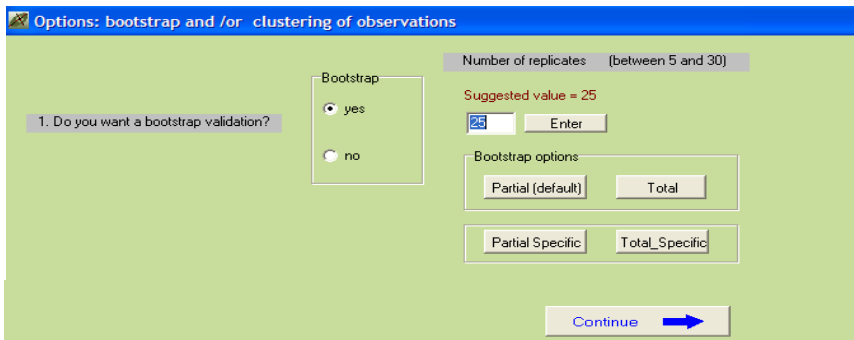 Options: bootstrap and /or clustering of observations
1. Do you want a bootstrap validation?
Bootstrap
yes
no
Number of replicates (between 5 and 30)
Suggested value = 25
25 Enter
Bootstrap options
Partial (default) Total
Partial Specific Total_Specific
Continue